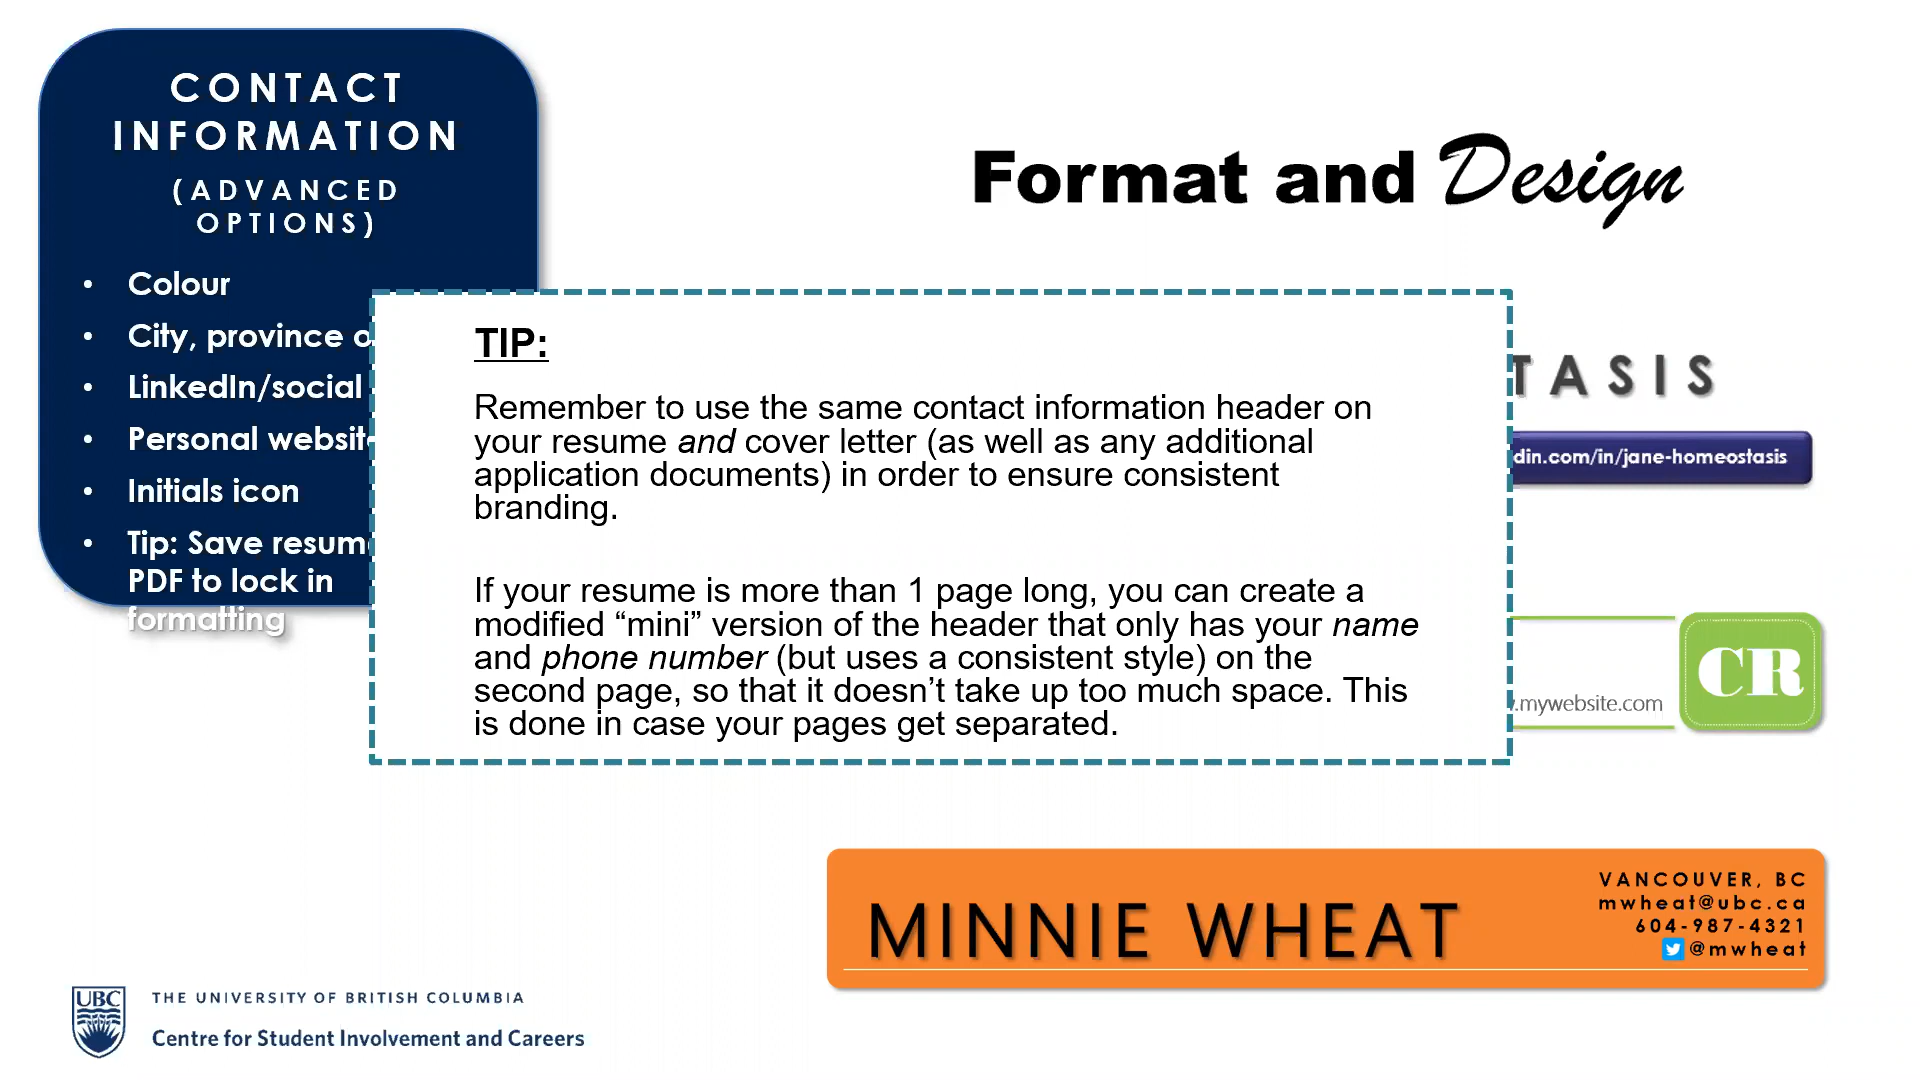 CONTACT
INFORMATION
(ADVANCED
OPTIONS)
• Colour
• City, province
• LinkedIn/social
• Personal
• Initials icon
• Tip: Save
PDF to lock in
formatting
Format and Design
TIP:
Remember to use the same contact information header on
your resume and cover letter (as well as any additional
application documents) in order to ensure consistent
branding.
If your resume is more than 1 page long, you can create a
modified “mini” version of the header that only has your name
and phone number (but uses a consistent style) on the
second page, so that it doesn’t take up too much space. This
is done in case your pages get separated.
TASIS
din.com/in/jane-homeostasis
.mywebsite.com
CR
MINNIE WHEAT
VANCOUVER, BC
mwheat@ubc.ca
604-987-4321
@mwheat
UBC
THE UNIVERSITY OF BRITISH COLUMBIA
Centre for Student Involvement and Careers